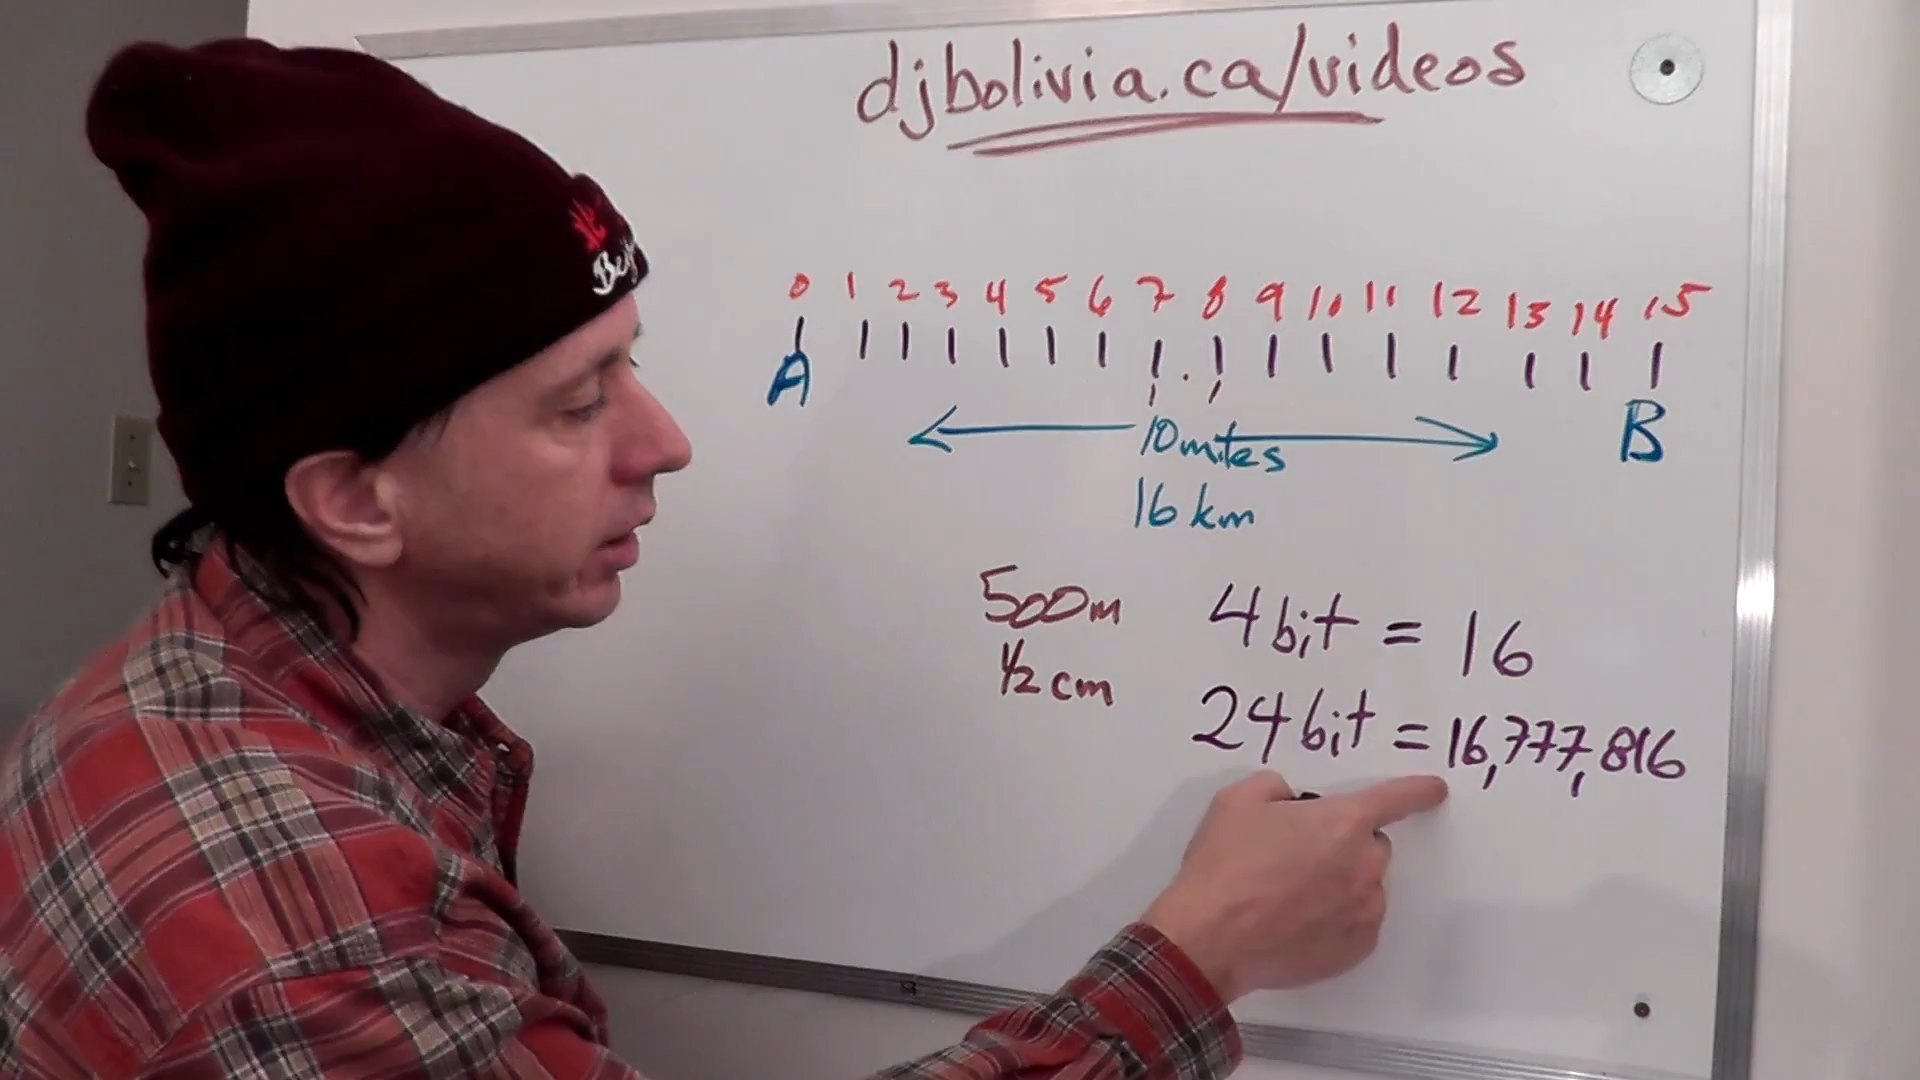 djbolivia.ca/videos
0 1 2 3 4 5 6 7 8 9 10 11 12 13 14 15
A
B
10 miles
16 km
500m
1/2 cm
4 bit = 16
24 bit = 16,777,816